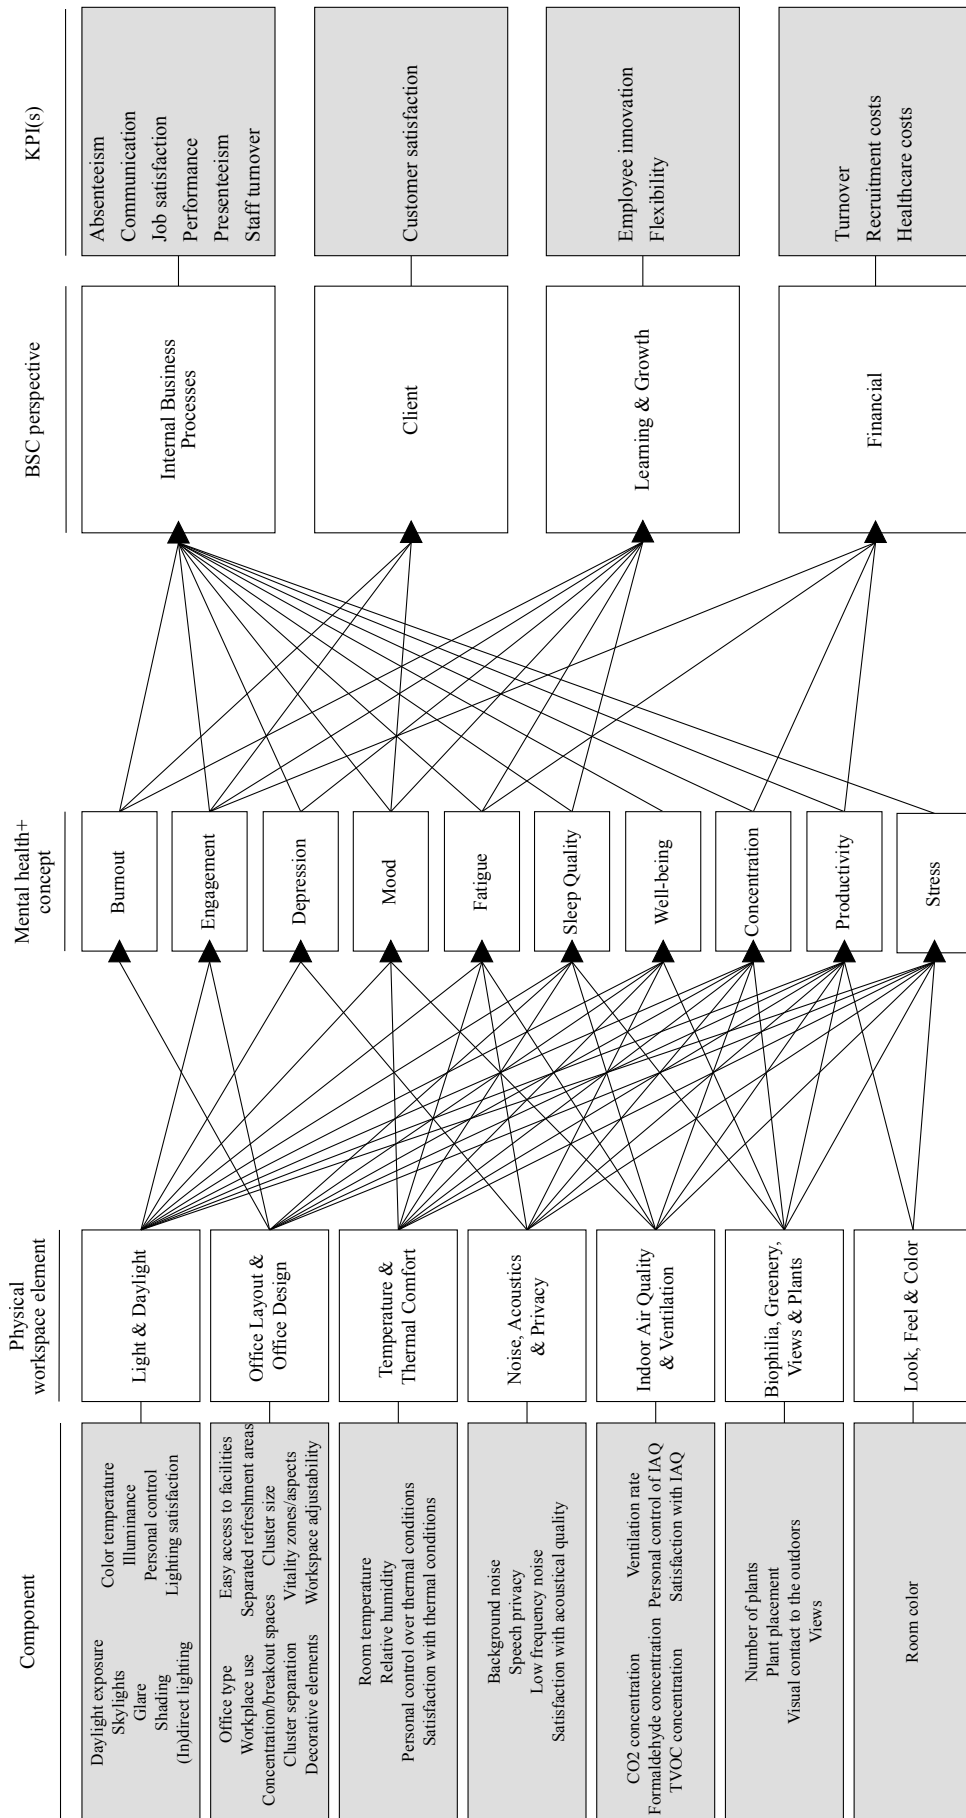 Component
Physical
workspace element
Mental health+
concept
BSC perspective
KPI(s)
Daylight exposure
Skylights
Glare
Shading
(In)direct lighting
Color temperature
Illuminance
Personal control
Lighting satisfaction
Light & Daylight
Office type
Workplace use
Concentration/breakout spaces
Cluster separation
Decorative elements
Easy access to facilities
Separated refreshment areas
Cluster size
Vitality zones/aspects
Workspace adjustability
Office Layout &
Office Design
Room temperature
Relative humidity
Personal control over thermal conditions
Satisfaction with thermal conditions
Temperature &
Thermal Comfort
Background noise
Speech privacy
Low frequency noise
Satisfaction with acoustical quality
Noise, Acoustics
& Privacy
CO2 concentration
Formaldehyde concentration
TVOC concentration
Ventilation rate
Personal control of IAQ
Satisfaction with IAQ
Indoor Air Quality
& Ventilation
Number of plants
Plant placement
Visual contact to the outdoors
Views
Biophilia, Greenery,
Views & Plants
Room color
Look, Feel & Color
Burnout
Engagement
Depression
Mood
Fatigue
Sleep Quality
Well-being
Concentration
Productivity
Stress
Internal Business
Processes
Client
Learning & Growth
Financial
Absenteeism
Communication
Job satisfaction
Performance
Presenteeism
Staff turnover
Customer satisfaction
Employee innovation
Flexibility
Turnover
Recruitment costs
Healthcare costs